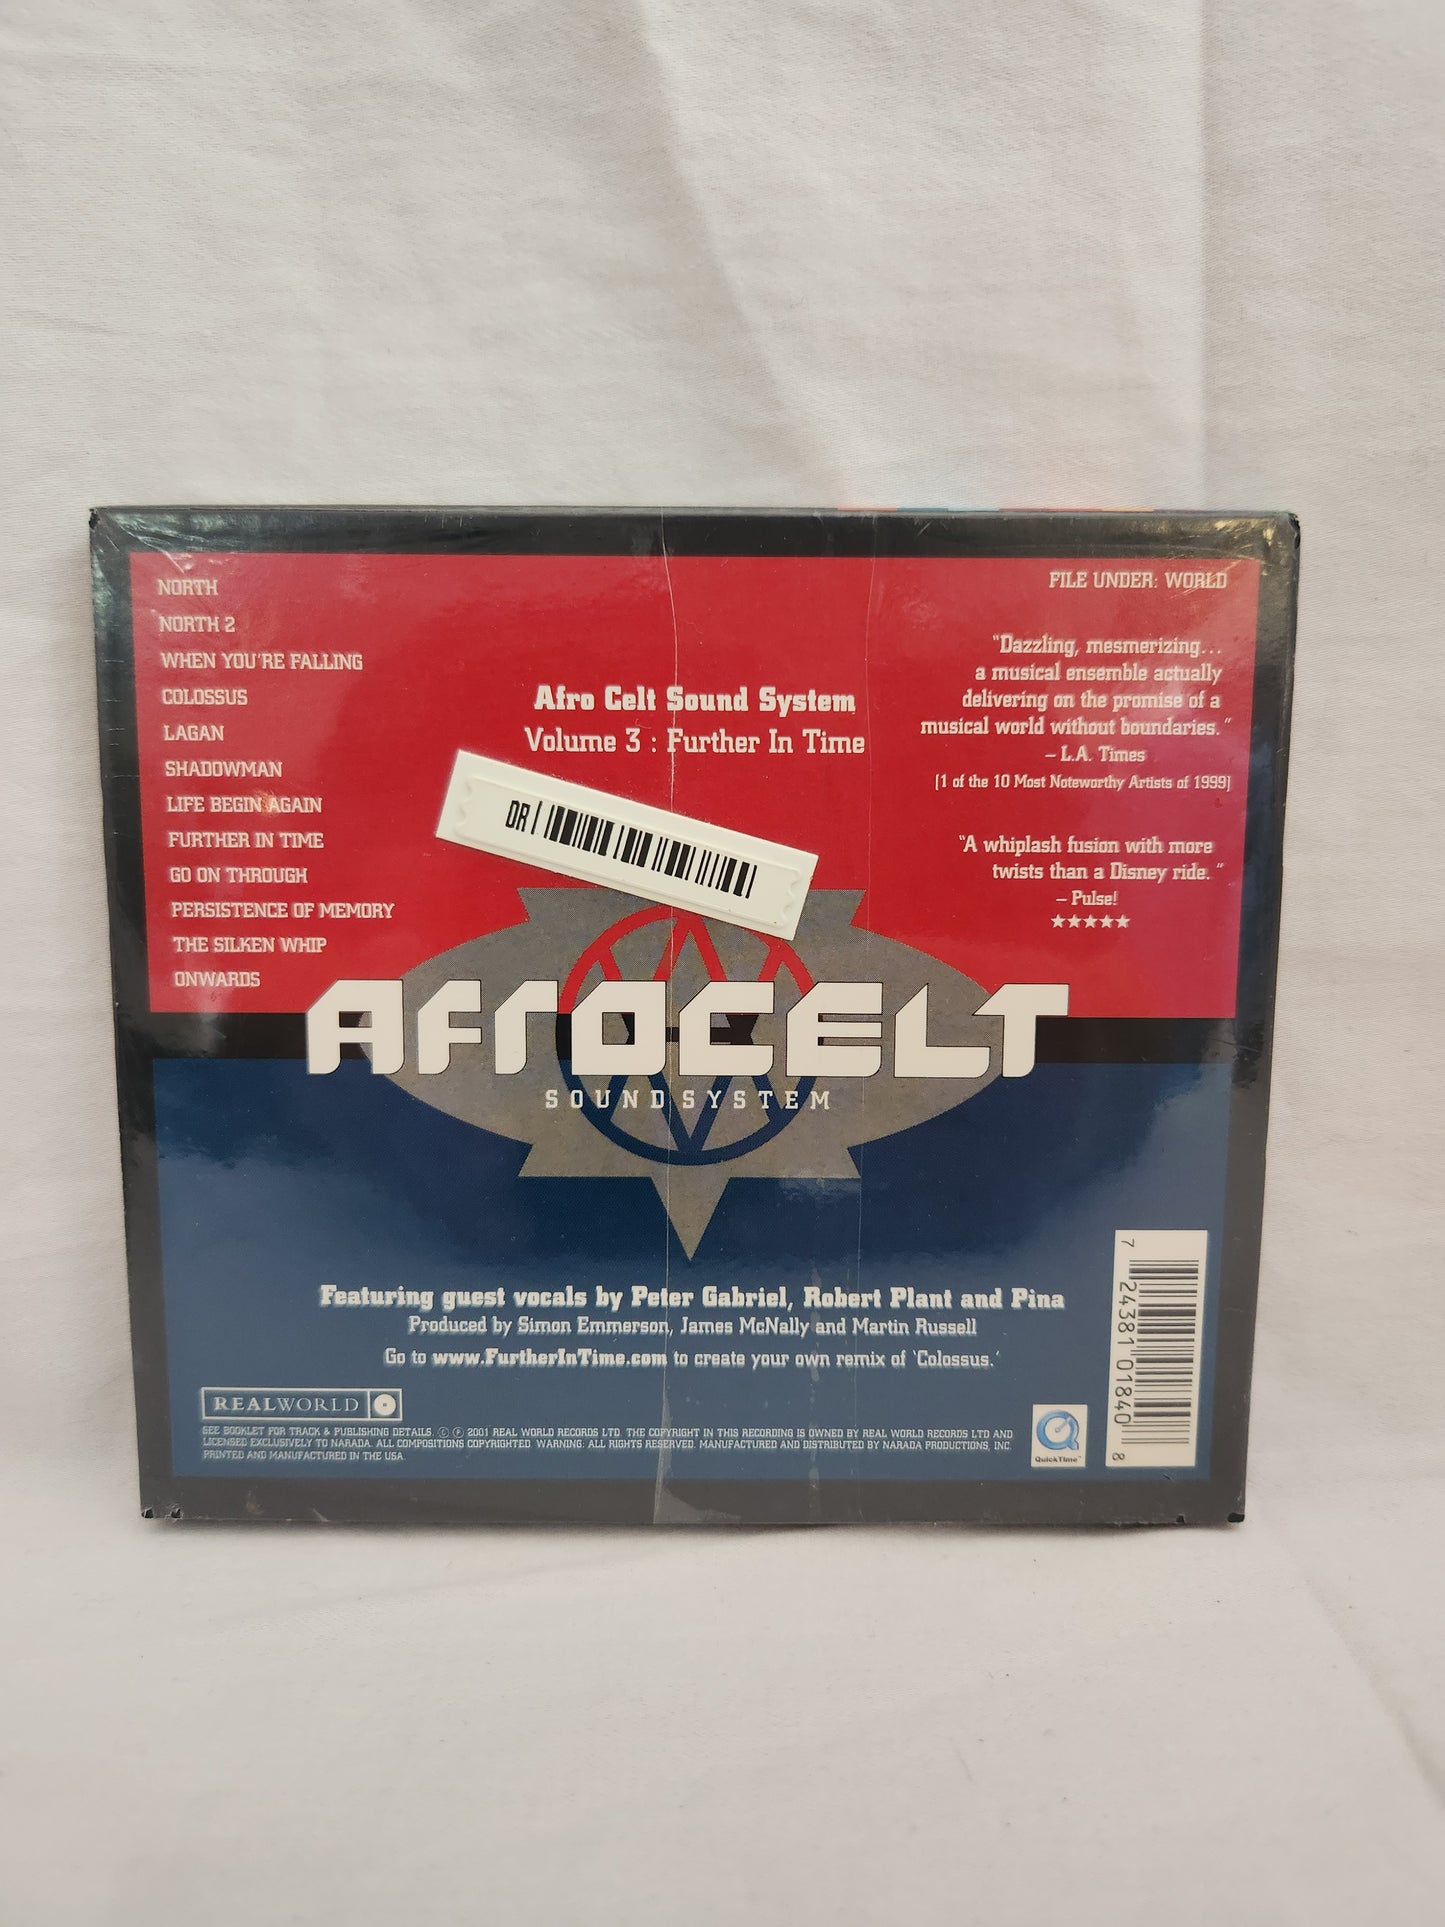 NORTH
NORTH 2
WHEN YOU'RE FALLING
COLOSSUS
LAGAN
SHADOWMAN
LIFE BEGIN AGAIN
FURTHER IN TIME
GO ON THROUGH
PERSISTENCE OF MEMORY
THE SILKEN WHIP
ONWARDS
Afro Celt Sound System
Volume 3 : Further In Time
FILE UNDER: WORLD
"Dazzling, mesmerizing...
a musical ensemble actually
delivering on the promise of a
musical world without boundaries."
– L.A. Times
[1 of the 10 Most Noteworthy Artists of 1999]
"A whiplash fusion with more
twists than a Disney ride."
– Pulse!
★★★★★
DR
AFROCELT
SOUNDSYSTEM
Featuring guest vocals by Peter Gabriel, Robert Plant and Pina
Produced by Simon Emmerson, James McNally and Martin Russell
Go to www.FurtherInTime.com to create your own remix of 'Colossus.'
REALWORLD
SEE BOOKLET FOR TRACK & PUBLISHING DETAILS. © ℗ 2001 REAL WORLD RECORDS LTD. THE COPYRIGHT IN THIS RECORDING IS OWNED BY REAL WORLD RECORDS LTD AND
LICENSED EXCLUSIVELY TO NARADA. ALL COMPOSITIONS COPYRIGHTED. WARNING: ALL RIGHTS RESERVED. MANUFACTURED AND DISTRIBUTED BY NARADA PRODUCTIONS, INC.
PRINTED AND MANUFACTURED IN THE USA.
QuickTime™
7 24381 01840 8